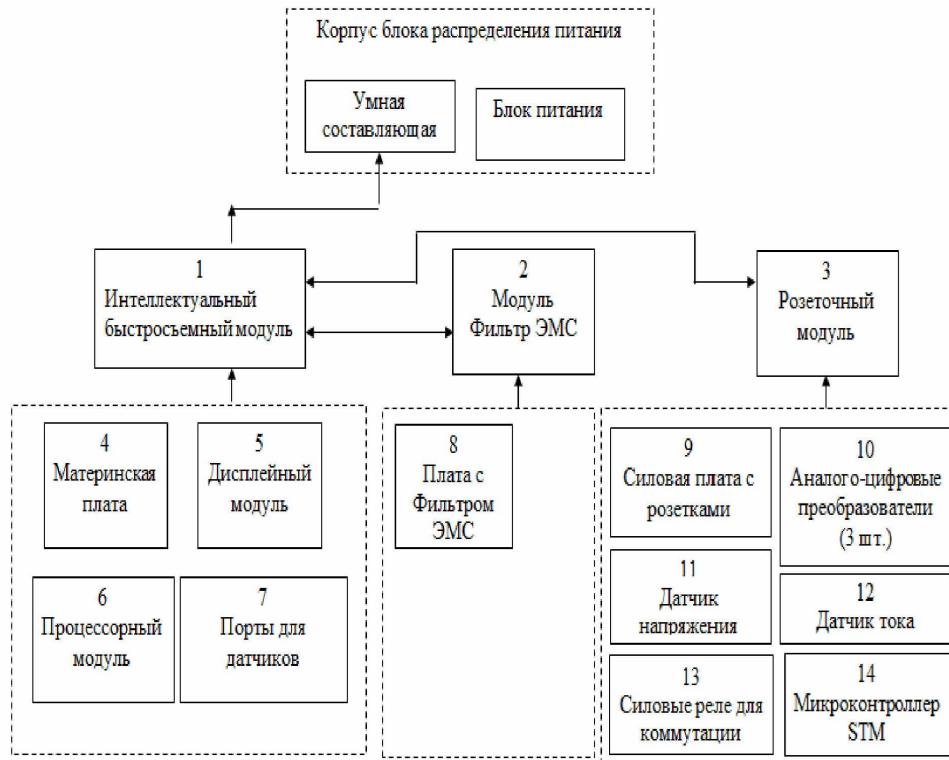 Корпус блока распределения питания
Умная
составляющая
Блок питания
1
Интеллектуальный
быстросъемный модуль
2
Модуль
Фильтр ЭМС
3
Розеточный
модуль
4
Материнская
плата
5
Дисплейный
модуль
6
Процессорный
модуль
7
Порты для
датчиков
8
Плата с
Фильтром
ЭМС
9
Силовая плата с
розетками
10
Аналого-цифровые
преобразователи
(3 шт.)
11
Датчик
напряжения
12
Датчик тока
13
Силовые реле для
коммутации
14
Микроконтроллер
STM